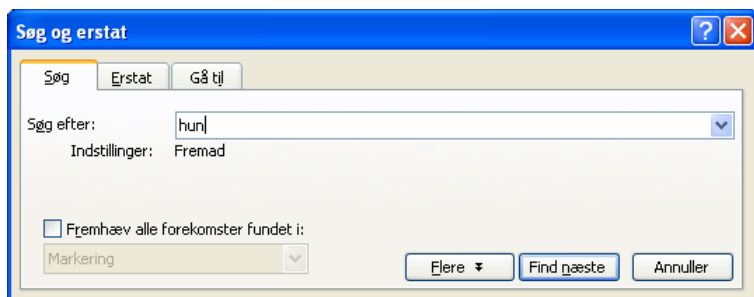 Søg og erstat
Søg Erstat Gå til
Søg efter: hun
Indstillinger: Fremad
Fremhæv alle forekomster fundet i:
Markering
Flere Find næste Annuller